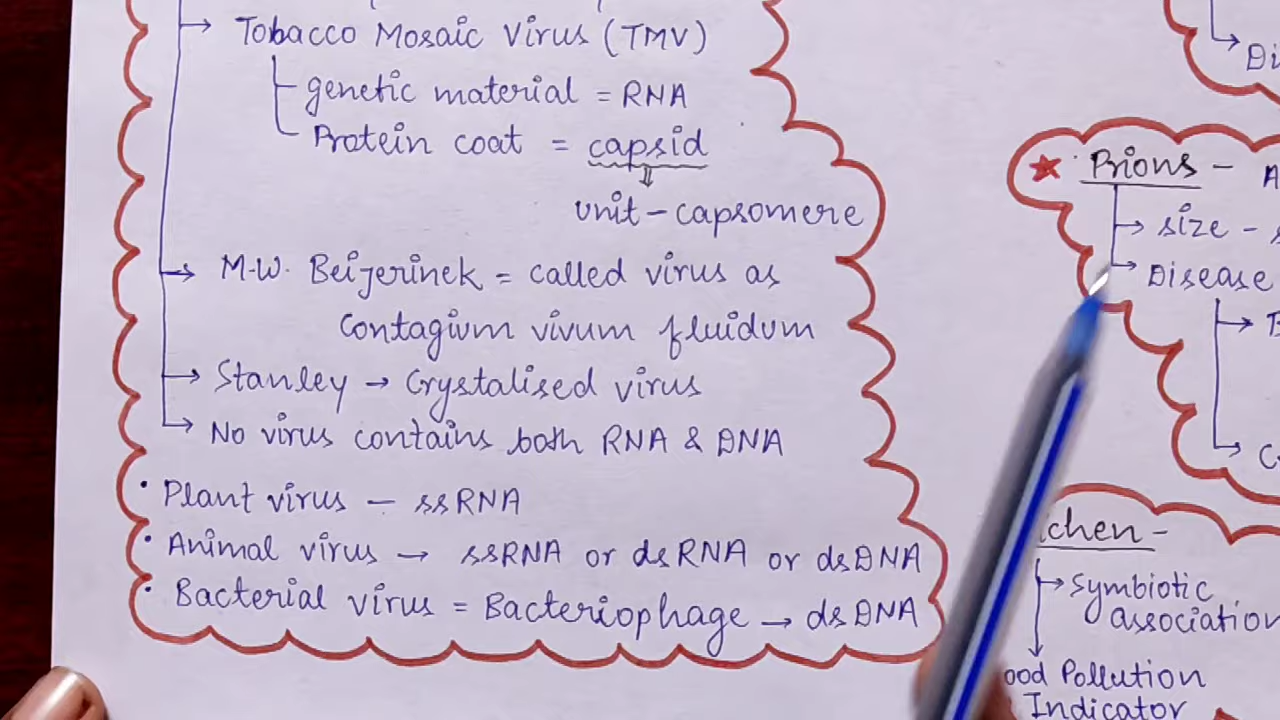 Tobacco Mosaic Virus (TMV)
genetic material = RNA
Protein coat = capsid
unit - capsomere
M.W. Beijerinek = called virus as
Contagium vivum fluidum
Stanley → Crystalised virus
No virus contains both RNA & DNA
• Plant virus - ssRNA
• Animal virus → ssRNA or dsRNA or dsDNA
• Bacterial virus = Bacteriophage → dsDNA
Di
Prions - A
size -
Disease
C
chen -
Symbiotic
association
ood Pollution
Indicator